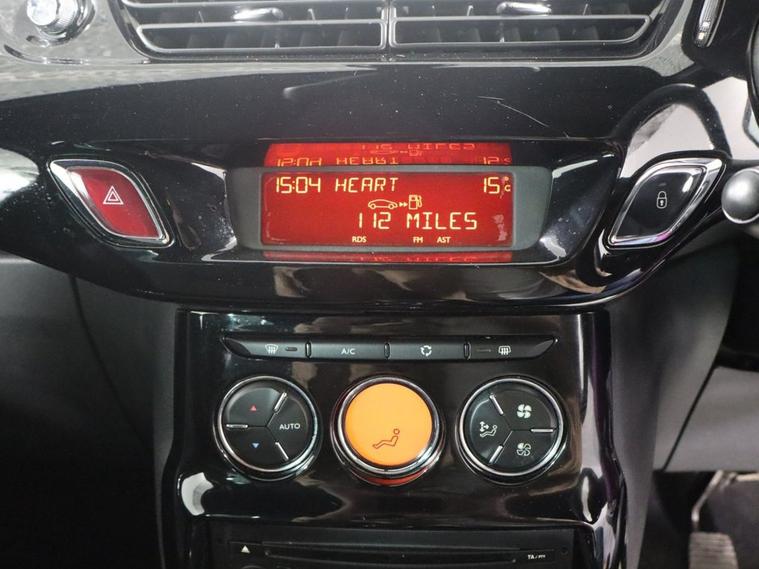 15:04 HEART 15°C
112 MILES
RDS FM AST
A/C
AUTO